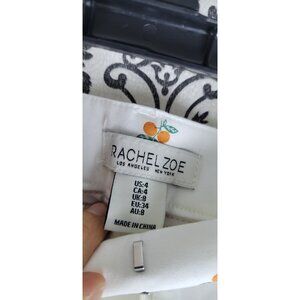 RACHEL ZOE
LOS ANGELES NEW YORK
US:4
CA:4
UK:8
EU:34
AU:8
MADE IN CHINA